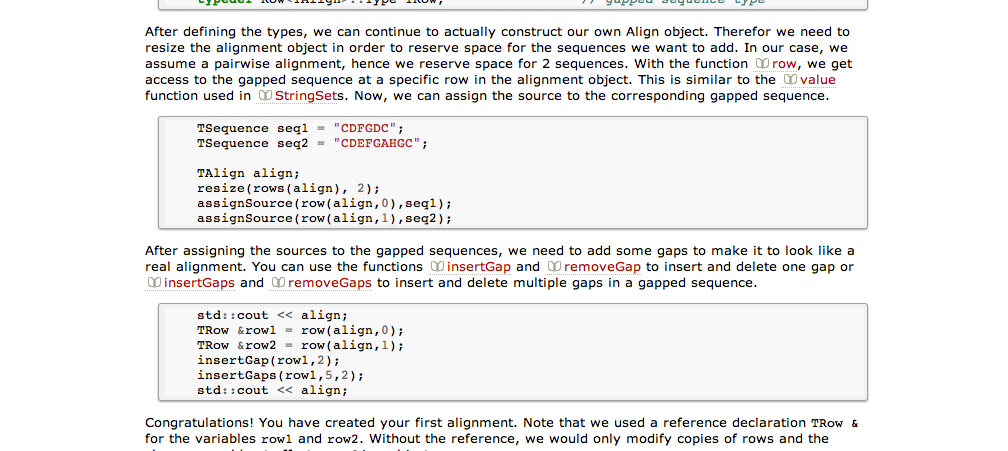 After defining the types, we can continue to actually construct our own Align object. Therefor we need to
resize the alignment object in order to reserve space for the sequences we want to add. In our case, we
assume a pairwise alignment, hence we reserve space for 2 sequences. With the function row, we get
access to the gapped sequence at a specific row in the alignment object. This is similar to the value
function used in StringSets. Now, we can assign the source to the corresponding gapped sequence.
TSequence seq1 = "CDFGDC";
TSequence seq2 = "CDEFGAHGC";
TAlign align;
resize(rows(align), 2);
assignSource(row(align,0),seq1);
assignSource(row(align,1),seq2);
After assigning the sources to the gapped sequences, we need to add some gaps to make it to look like a
real alignment. You can use the functions insertGap and removeGap to insert and delete one gap or
insertGaps and removeGaps to insert and delete multiple gaps in a gapped sequence.
std::cout << align;
TRow &row1 = row(align,0);
TRow &row2 = row(align,1);
insertGap(row1,2);
insertGaps(row1,5,2);
std::cout << align;
Congratulations! You have created your first alignment. Note that we used a reference declaration TRow &
for the variables row1 and row2. Without the reference, we would only modify copies of rows and the